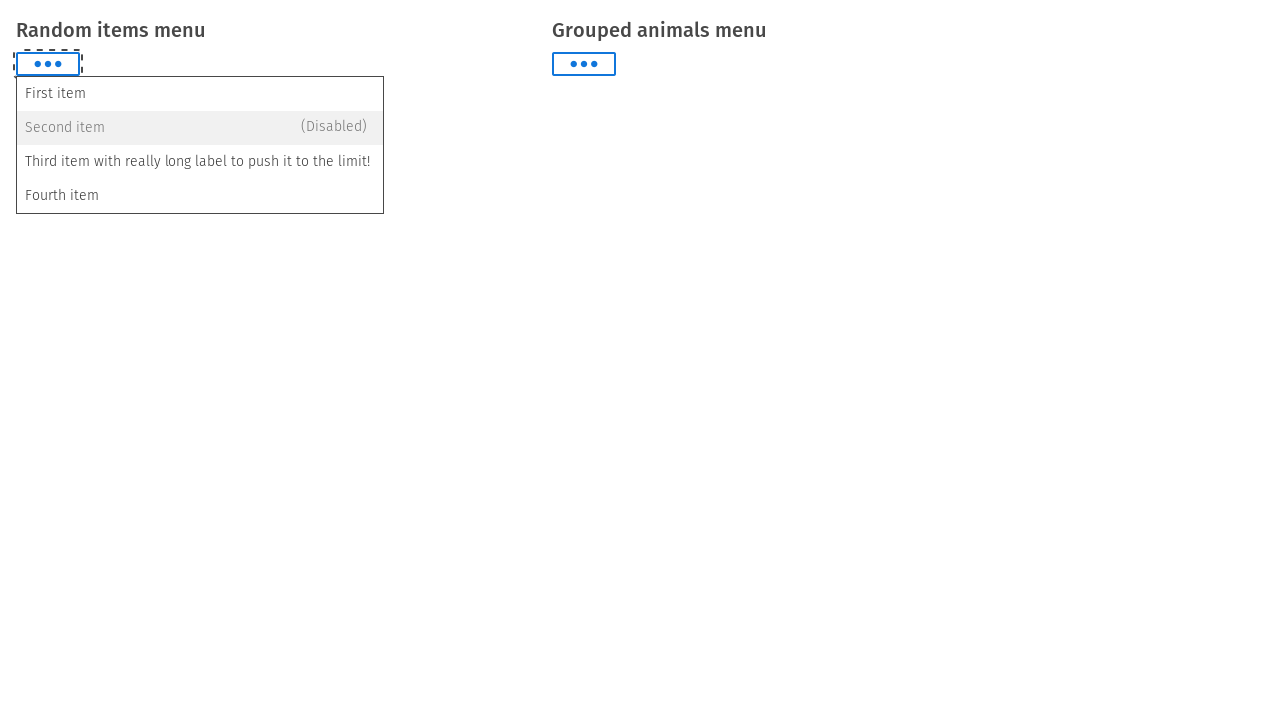 Random items menu
Grouped animals menu
First item
Second item (Disabled)
Third item with really long label to push it to the limit!
Fourth item